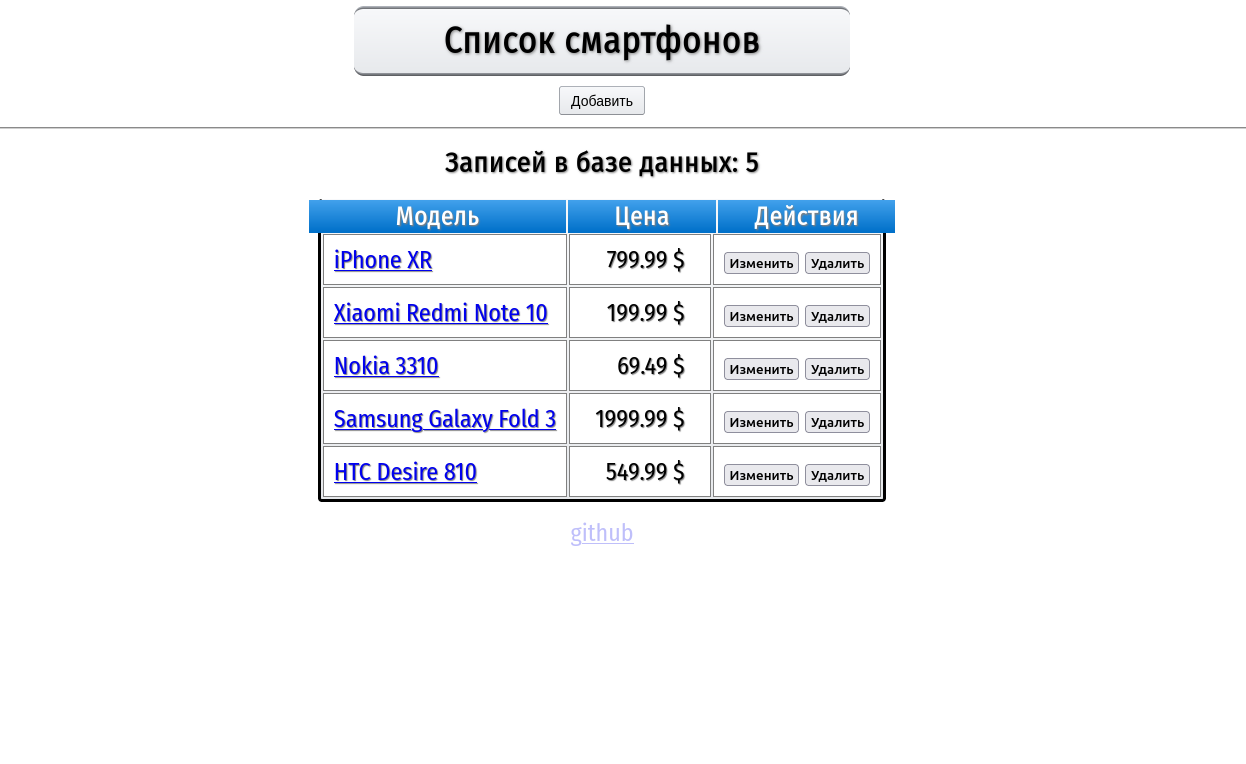 Список смартфонов
Добавить
Записей в базе данных: 5
Модель Цена Действия
iPhone XR 799.99 $ Изменить Удалить
Xiaomi Redmi Note 10 199.99 $ Изменить Удалить
Nokia 3310 69.49 $ Изменить Удалить
Samsung Galaxy Fold 3 1999.99 $ Изменить Удалить
HTC Desire 810 549.99 $ Изменить Удалить
github